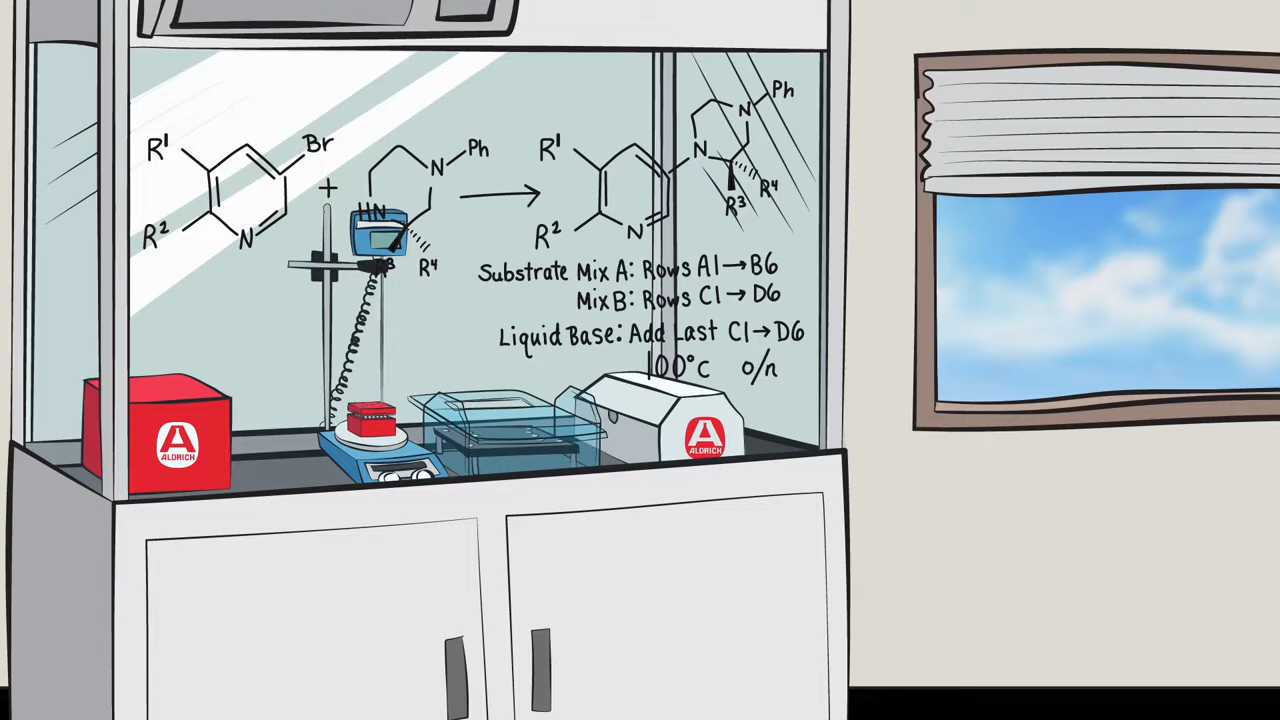 R¹ Br
+ N Ph
HN
R² N R⁴
R¹ N Ph
N
R⁴
R³
R² N
Substrate Mix A: Rows A1→B6
Mix B: Rows C1→D6
Liquid Base: Add Last C1→D6
100°C o/n
A
ALDRICH
A
ALDRICH